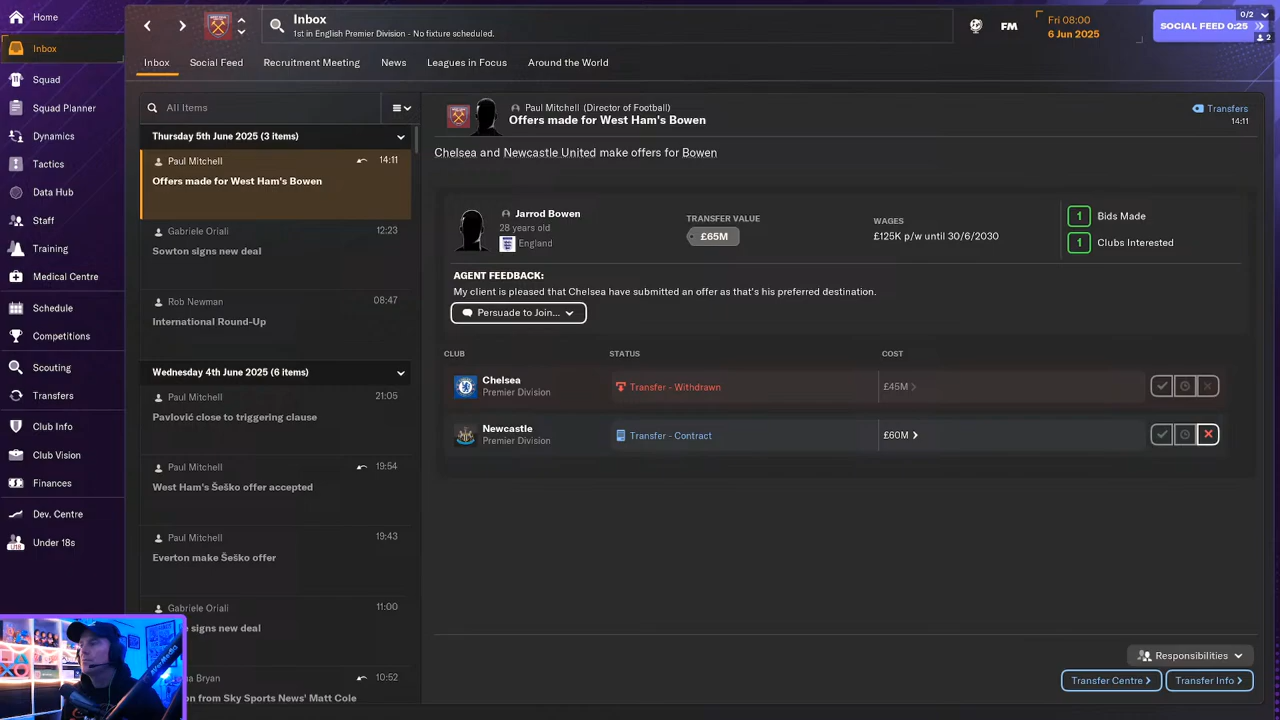 Home
Inbox
Squad
Squad Planner
Dynamics
Tactics
Data Hub
Staff
Training
Medical Centre
Schedule
Competitions
Scouting
Transfers
Club Info
Club Vision
Finances
Dev. Centre
Under 18s
Inbox
1st in English Premier Division - No fixture scheduled.
FM
Fri 08:00
6 Jun 2025
0/2
SOCIAL FEED 0:25
2
Inbox
Social Feed
Recruitment Meeting
News
Leagues in Focus
Around the World
All Items
Thursday 5th June 2025 (3 items)
Paul Mitchell
14:11
Offers made for West Ham's Bowen
Gabriele Oriali
12:23
Sowton signs new deal
Rob Newman
08:47
International Round-Up
Wednesday 4th June 2025 (6 items)
Paul Mitchell
21:05
Pavlović close to triggering clause
Paul Mitchell
19:54
West Ham's Šeško offer accepted
Paul Mitchell
19:43
Everton make Šeško offer
Gabriele Oriali
11:00
signs new deal
Bryan
10:52
on from Sky Sports News' Matt Cole
Paul Mitchell (Director of Football)
Offers made for West Ham's Bowen
Transfers
14:11
Chelsea and Newcastle United make offers for Bowen
Jarrod Bowen
28 years old
England
TRANSFER VALUE
£65M
WAGES
£125K p/w until 30/6/2030
1 Bids Made
1 Clubs Interested
AGENT FEEDBACK:
My client is pleased that Chelsea have submitted an offer as that's his preferred destination.
Persuade to Join...
CLUB
STATUS
COST
Chelsea
Premier Division
Transfer - Withdrawn
£45M
Newcastle
Premier Division
Transfer - Contract
£60M
Responsibilities
Transfer Centre
Transfer Info